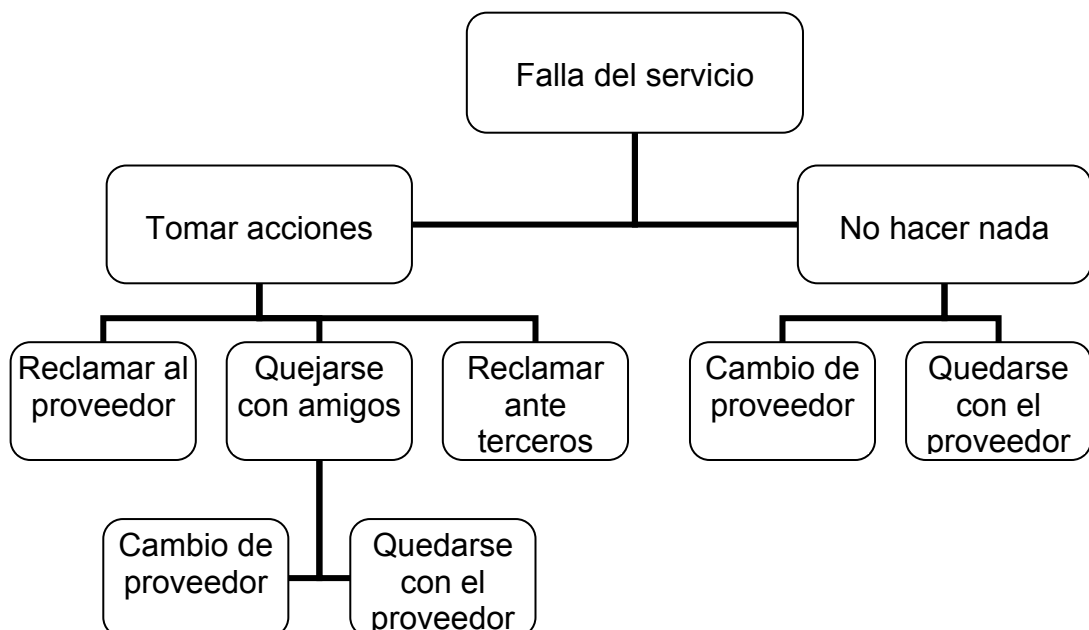 Falla del servicio
Tomar acciones
No hacer nada
Reclamar al
proveedor
Quejarse
con amigos
Reclamar
ante
terceros
Cambio de
proveedor
Quedarse
con el
proveedor
Cambio de
proveedor
Quedarse
con el
proveedor